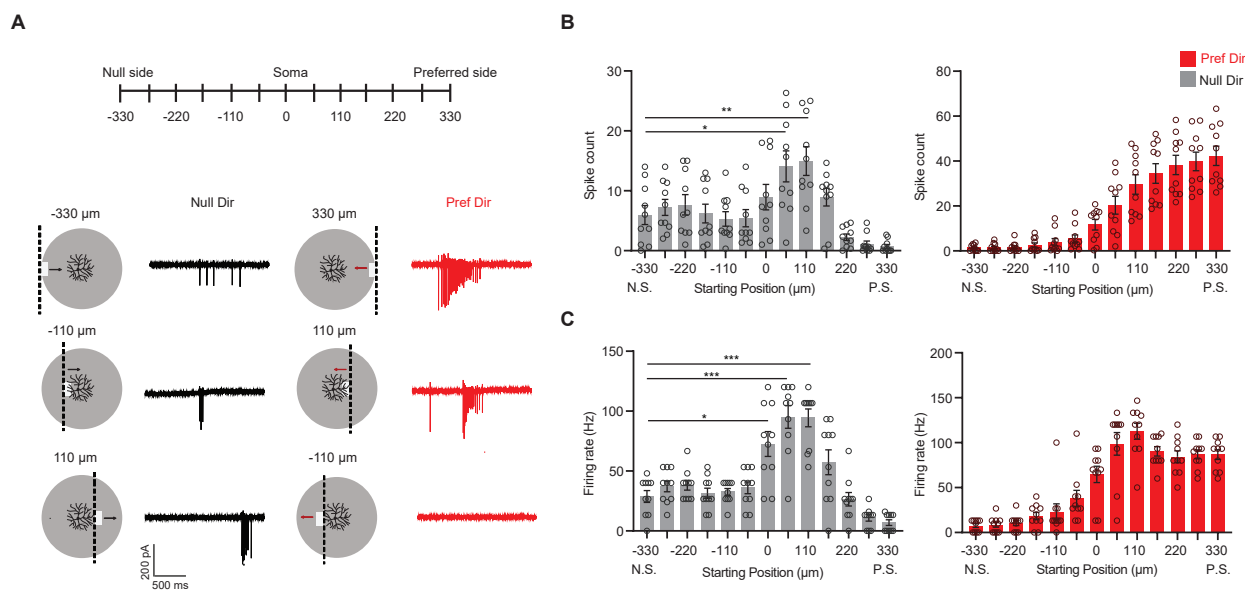 A
Null side Soma Preferred side
-330 -220 -110 0 110 220 330
Null Dir Pref Dir
-330 µm 330 µm
-110 µm 110 µm
110 µm -110 µm
200 pA
500 ms
B
Pref Dir
Null Dir
Spike count
30
20
10
0
**
*
-330 -220 -110 0 110 220 330
N.S. Starting Position (µm) P.S.
Spike count
80
60
40
20
0
-330 -220 -110 0 110 220 330
N.S. Starting Position (µm) P.S.
C
Firing rate (Hz)
150
100
50
0
***
***
*
-330 -220 -110 0 110 220 330
N.S. Starting Position (µm) P.S.
Firing rate (Hz)
200
150
100
50
0
-330 -220 -110 0 110 220 330
N.S. Starting Position (µm) P.S.